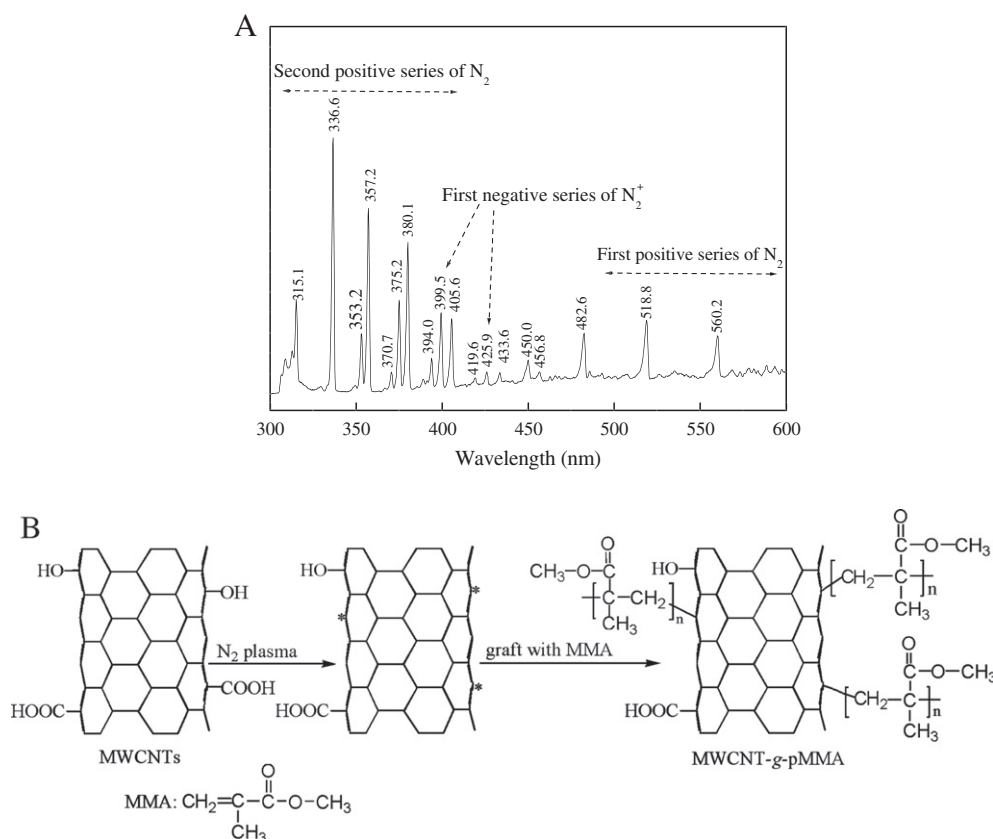 A
Second positive series of N₂
First negative series of N₂⁺
First positive series of N₂
315.1
336.6
353.2
357.2
370.7
375.2
380.1
394.0
399.5
405.6
419.6
425.9
433.6
450.0
456.8
482.6
518.8
560.2
300 350 400 450 500 550 600
Wavelength (nm)
B
HO
OH
COOH
HOOC
MWCNTs
N₂ plasma
HO
*
*
*
HOOC
graft with MMA
O
CH₃—O
C
C—CH₂
n
CH₃
HO
HOOC
O
C—O—CH₃
CH₂—C
n
CH₃
O
C—O—CH₃
CH₂—C
n
CH₃
MWCNT-g-pMMA
O
MMA: CH₂=C—C—O—CH₃
CH₃